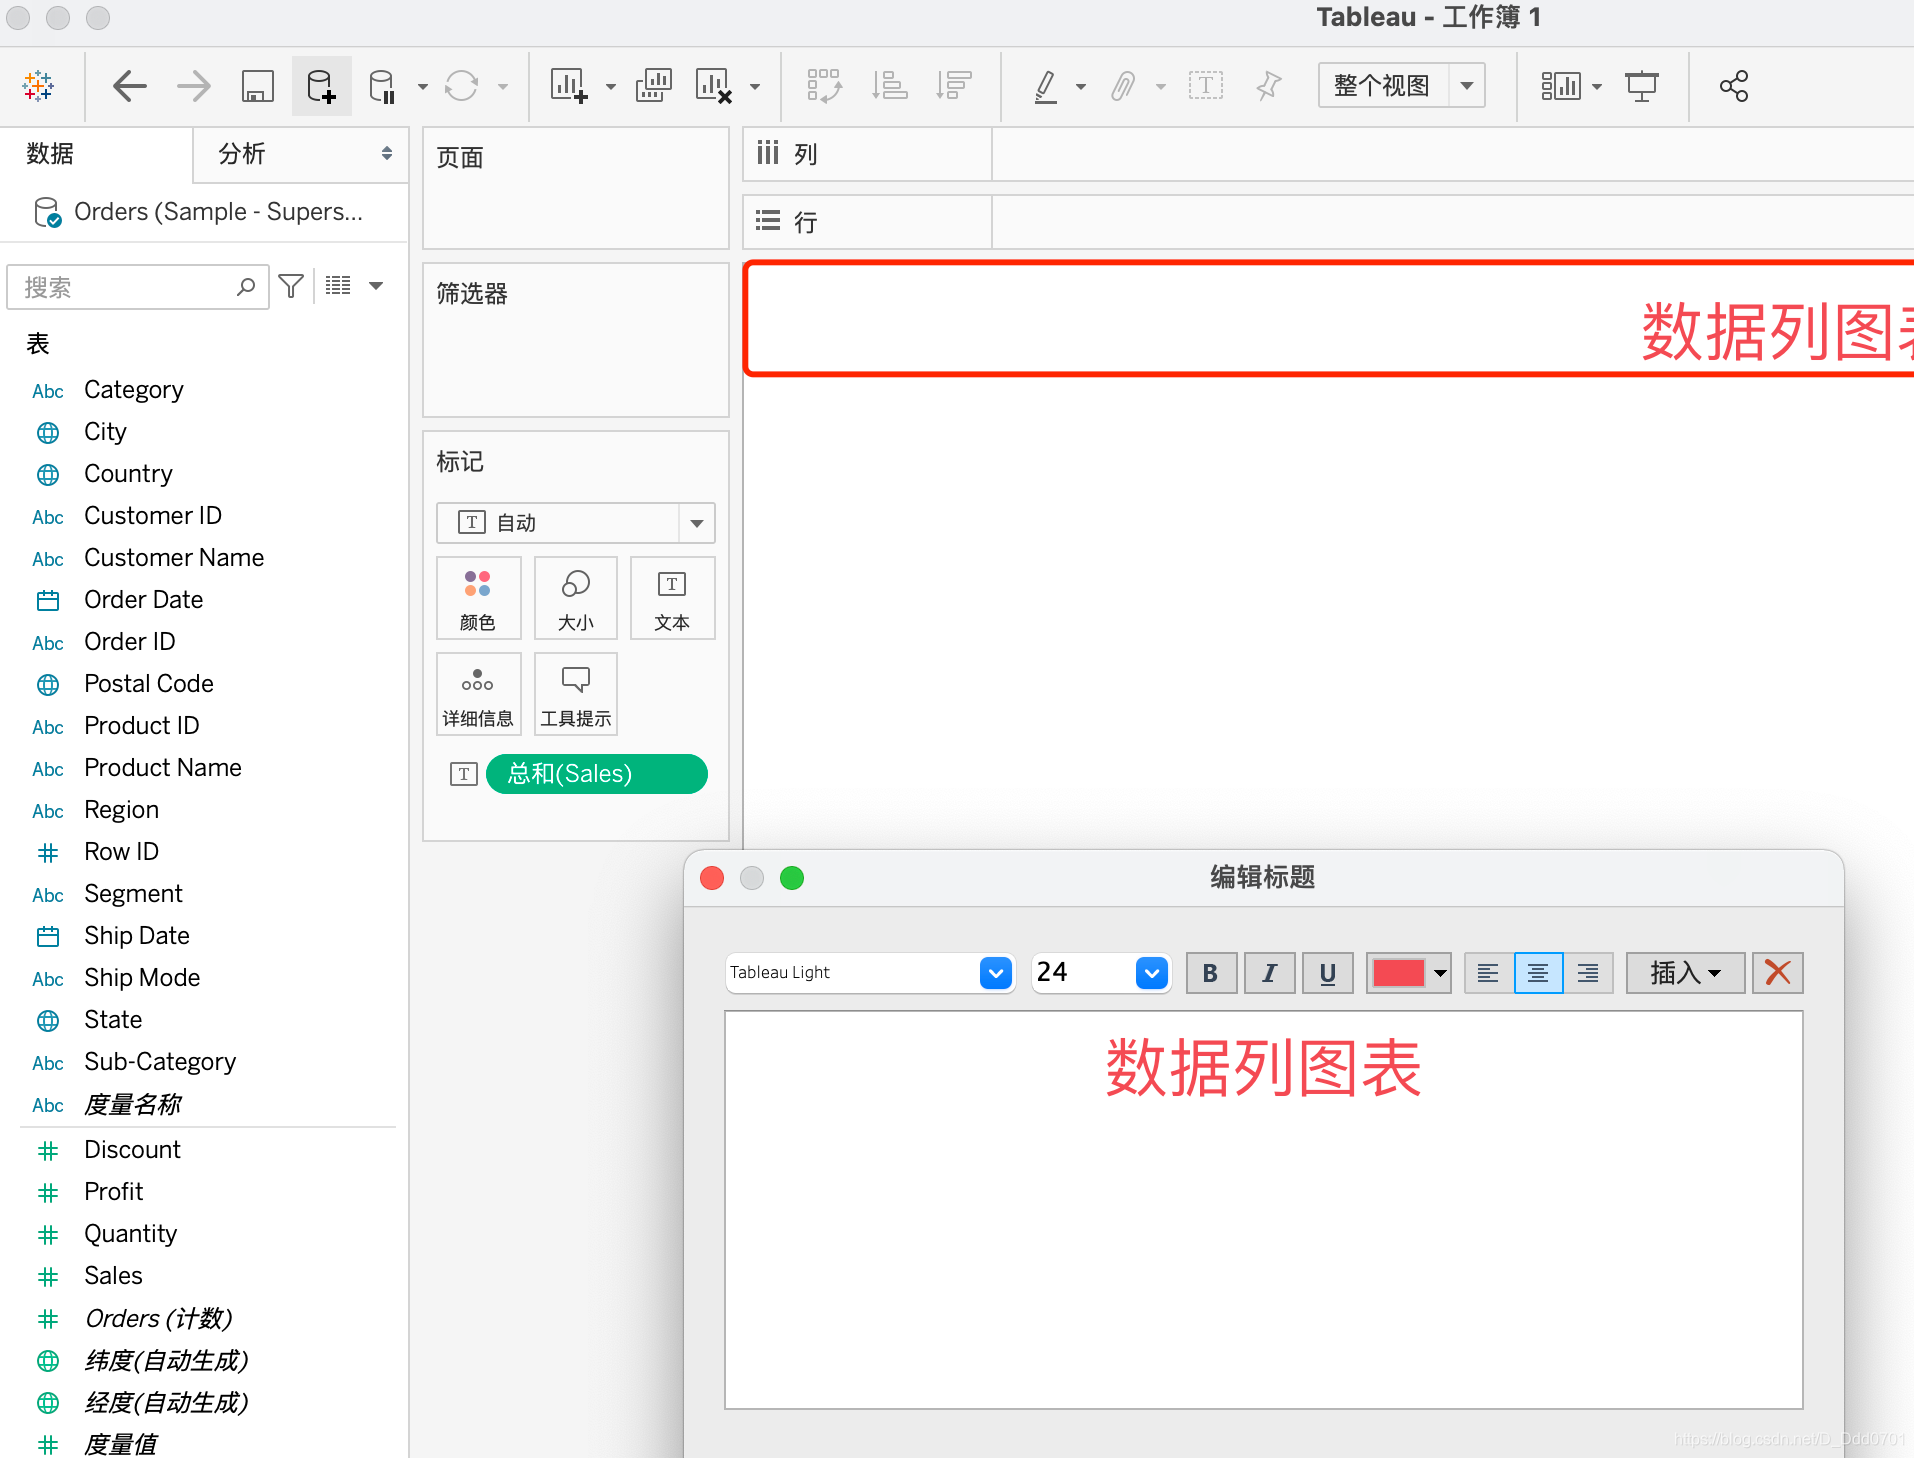 Tableau - 工作簿 1
整个视图
数据
分析
Orders (Sample - Supers...
搜索
表
Abc Category
City
Country
Abc Customer ID
Abc Customer Name
Order Date
Abc Order ID
Postal Code
Abc Product ID
Abc Product Name
Abc Region
Row ID
Abc Segment
Ship Date
Abc Ship Mode
State
Abc Sub-Category
Abc 度量名称
Discount
Profit
Quantity
Sales
Orders (计数)
纬度(自动生成)
经度(自动生成)
度量值
页面
筛选器
标记
T 自动
颜色
大小
T
文本
详细信息
工具提示
T 总和(Sales)
列
行
数据列图表
编辑标题
Tableau Light
24
B
I
U
插入
数据列图表
https://blog.csdn.net/D_Ddd0701